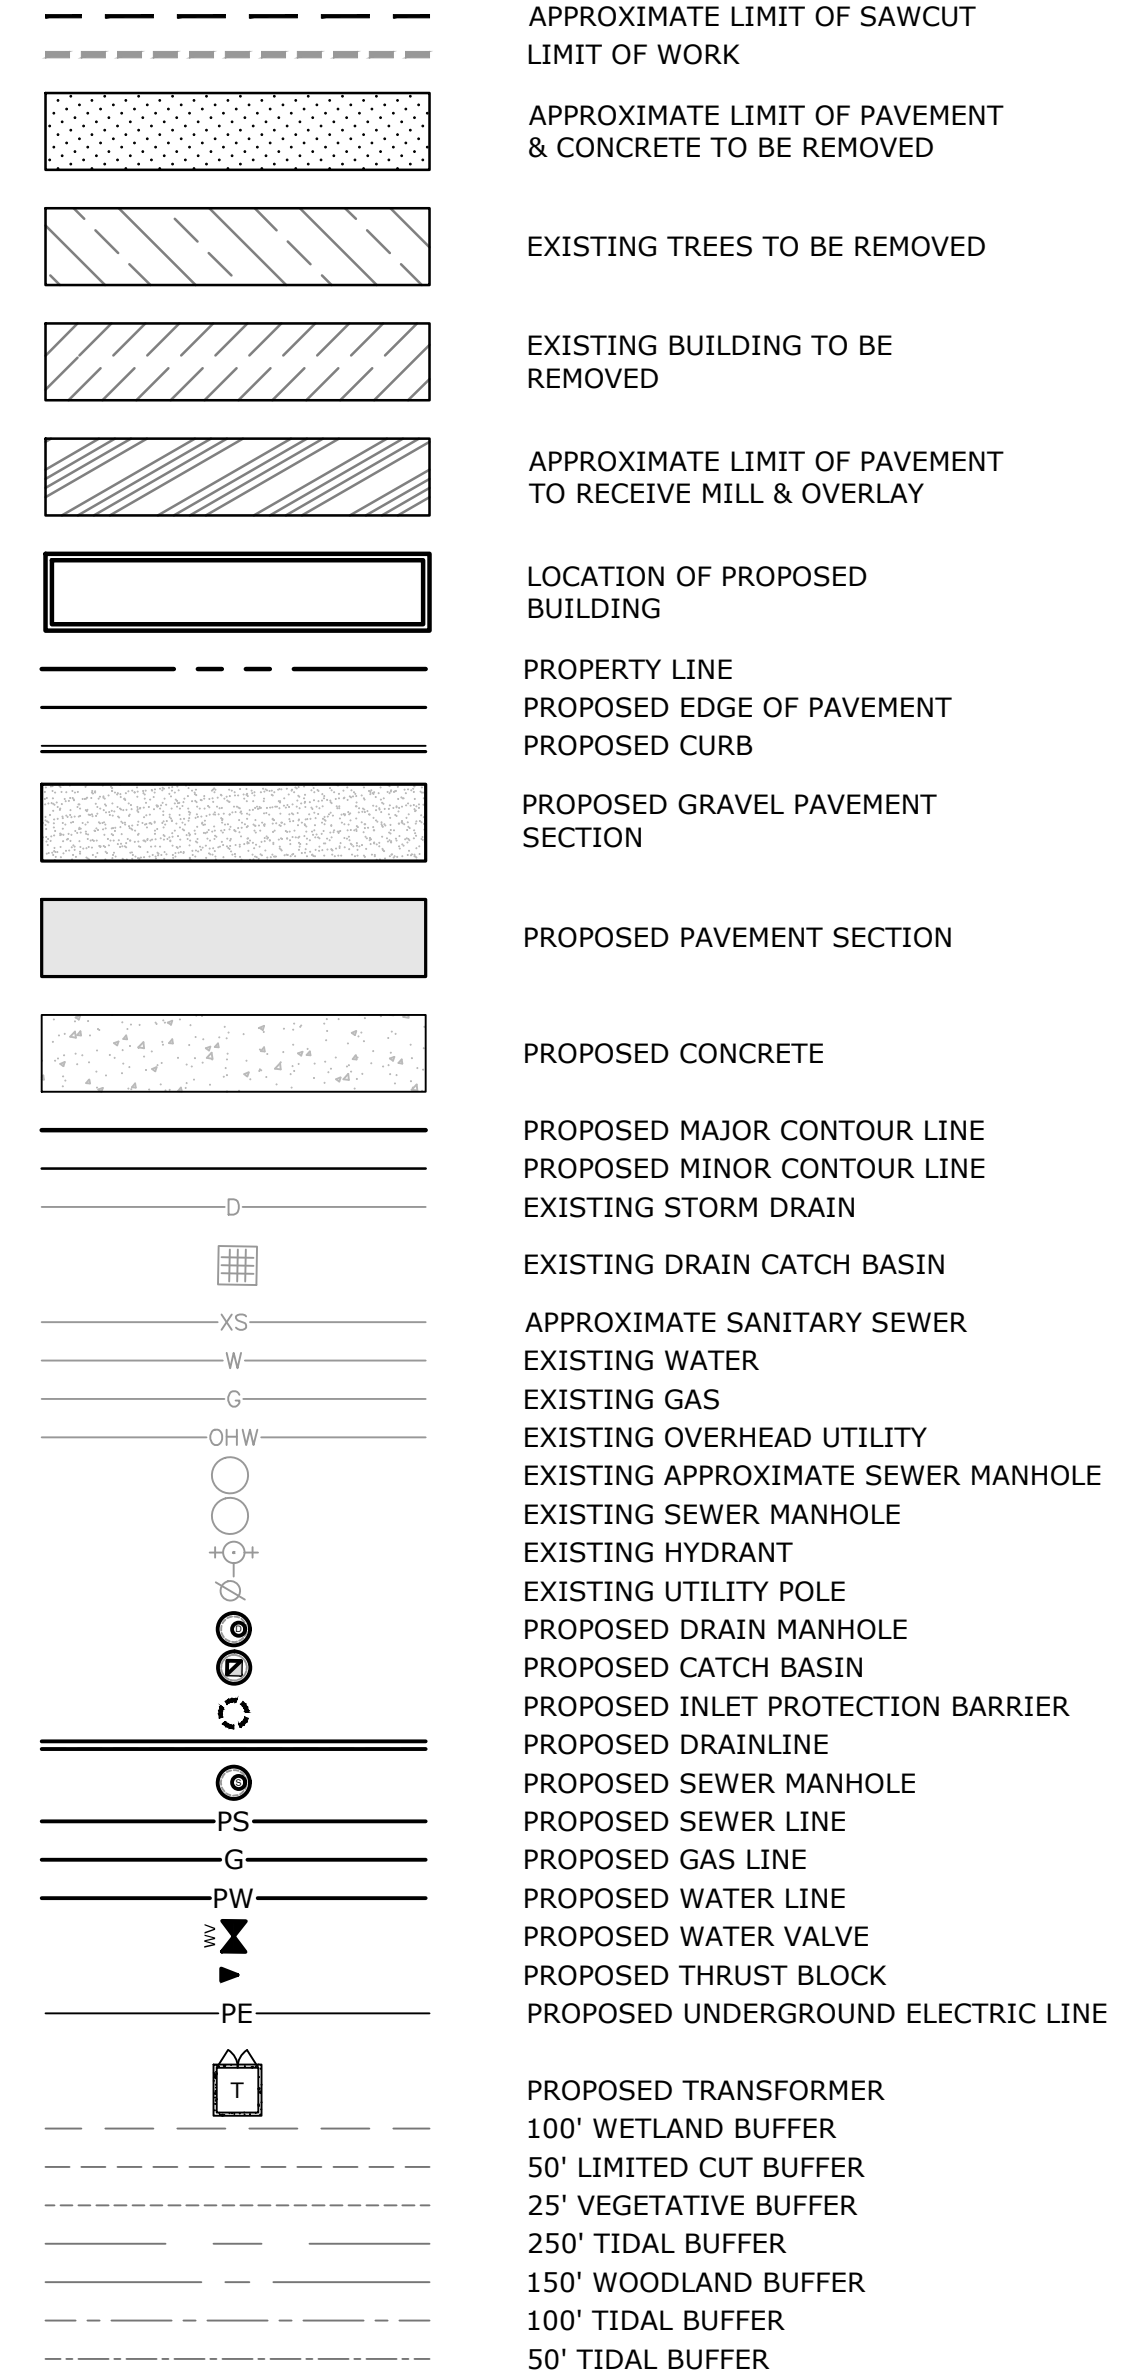 APPROXIMATE LIMIT OF SAWCUT
LIMIT OF WORK
APPROXIMATE LIMIT OF PAVEMENT
& CONCRETE TO BE REMOVED
EXISTING TREES TO BE REMOVED
EXISTING BUILDING TO BE
REMOVED
APPROXIMATE LIMIT OF PAVEMENT
TO RECEIVE MILL & OVERLAY
LOCATION OF PROPOSED
BUILDING
PROPERTY LINE
PROPOSED EDGE OF PAVEMENT
PROPOSED CURB
PROPOSED GRAVEL PAVEMENT
SECTION
PROPOSED PAVEMENT SECTION
PROPOSED CONCRETE
PROPOSED MAJOR CONTOUR LINE
PROPOSED MINOR CONTOUR LINE
D EXISTING STORM DRAIN
EXISTING DRAIN CATCH BASIN
XS APPROXIMATE SANITARY SEWER
W EXISTING WATER
G EXISTING GAS
OHW EXISTING OVERHEAD UTILITY
EXISTING APPROXIMATE SEWER MANHOLE
EXISTING SEWER MANHOLE
EXISTING HYDRANT
EXISTING UTILITY POLE
D PROPOSED DRAIN MANHOLE
PROPOSED CATCH BASIN
PROPOSED INLET PROTECTION BARRIER
PROPOSED DRAINLINE
S PROPOSED SEWER MANHOLE
PS PROPOSED SEWER LINE
G PROPOSED GAS LINE
PW PROPOSED WATER LINE
WV PROPOSED WATER VALVE
PROPOSED THRUST BLOCK
PE PROPOSED UNDERGROUND ELECTRIC LINE
T PROPOSED TRANSFORMER
100' WETLAND BUFFER
50' LIMITED CUT BUFFER
25' VEGETATIVE BUFFER
250' TIDAL BUFFER
150' WOODLAND BUFFER
100' TIDAL BUFFER
50' TIDAL BUFFER